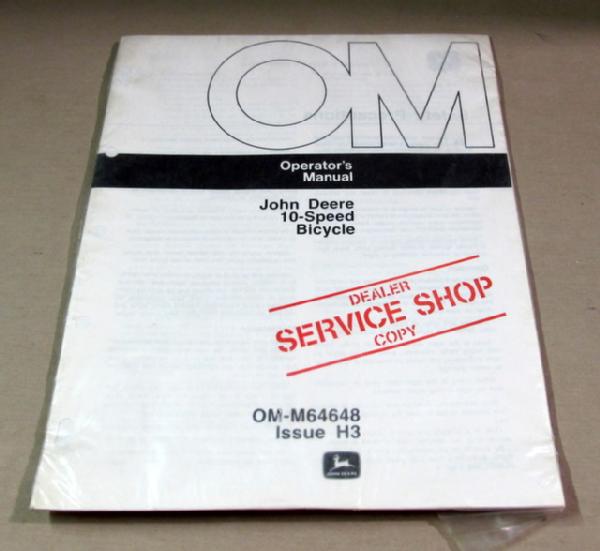 OM
Operator's
Manual
John Deere
10-Speed
Bicycle
DEALER
SERVICE SHOP
COPY
OM-M64648
Issue H3
JOHN DEERE